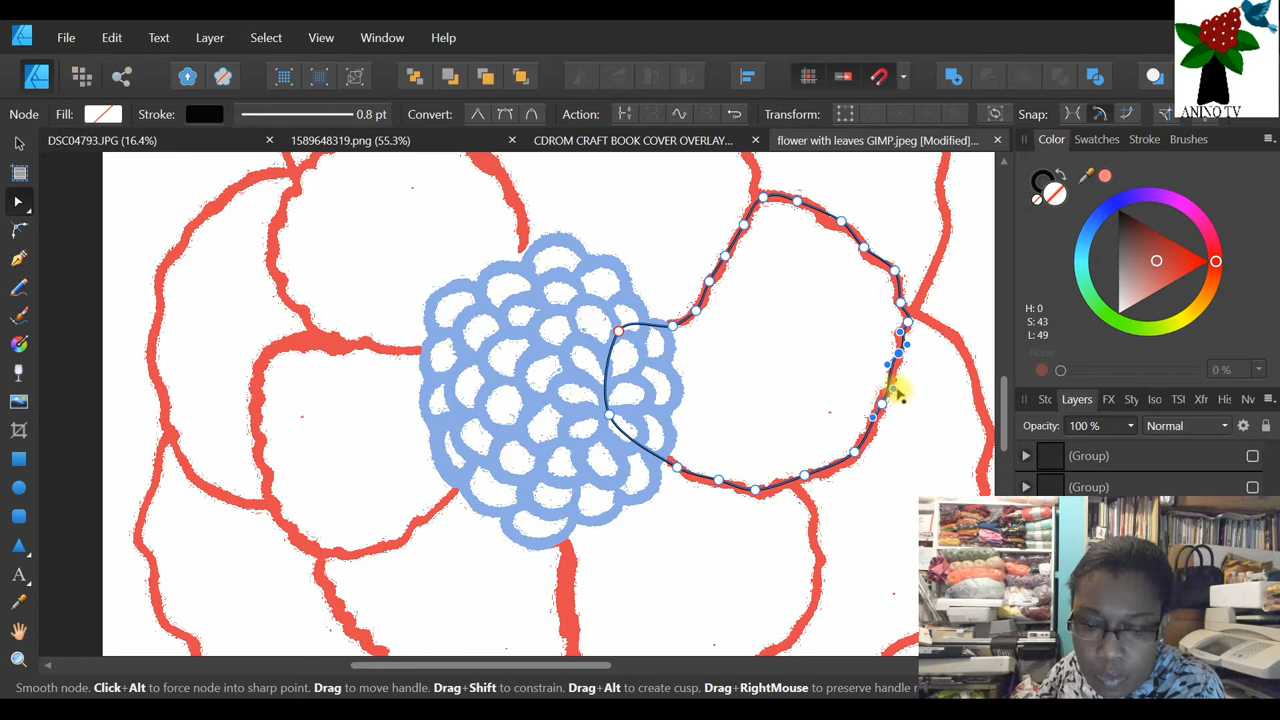 File Edit Text Layer Select View Window Help
ANINO TV
Node Fill: Stroke: 0.8 pt Convert: Action: Transform: Snap:
DSC04793.JPG (16.4%) 1589648319.png (55.3%) CDROM CRAFT BOOK COVER OVERLAY... flower with leaves GIMP.jpeg [Modified]...
Color Swatches Stroke Brushes
H: 0
S: 43
L: 49
None
0 %
Stc Layers FX Sty Iso TSI Xfr His Nv
Opacity: 100 % Normal
(Group)
(Group)
Smooth node. Click+Alt to force node into sharp point. Drag to move handle. Drag+Shift to constrain. Drag+Alt to create cusp. Drag+RightMouse to preserve handle